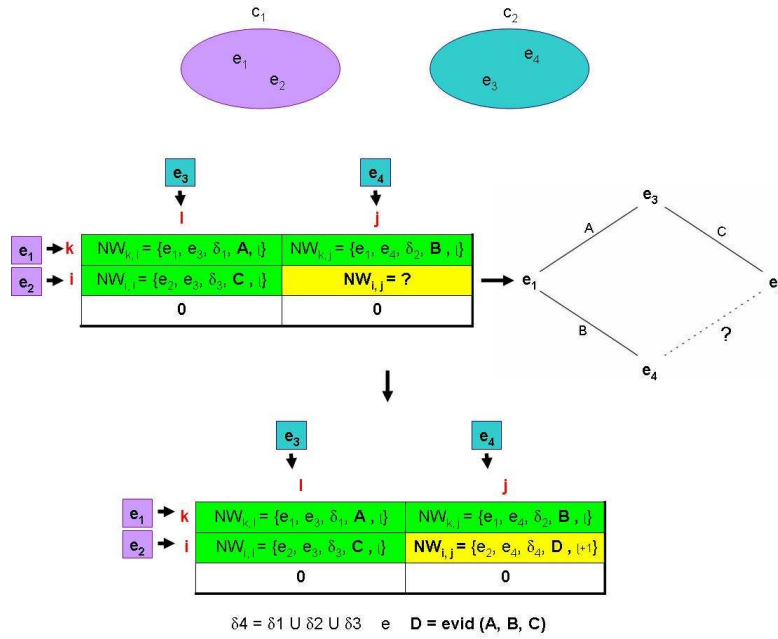 c₁ c₂
e₁ e₂
e₄ e₃
e₃ e₄
l j
e₁ k NWₖ,ₗ = {e₁, e₃, δ₁, A, ₜ} NWₖ,ⱼ = {e₁, e₄, δ₂, B, ₜ}
e₂ i NWᵢ,ₗ = {e₂, e₃, δ₃, C, ₜ} NWᵢ,ⱼ = ?
0 0
e₃
A C
e₁ e
B ?
e₄
e₃ e₄
l j
e₁ k NWₖ,ₗ = {e₁, e₃, δ₁, A, ₜ} NWₖ,ⱼ = {e₁, e₄, δ₂, B, ₜ}
e₂ i NWᵢ,ₗ = {e₂, e₃, δ₃, C, ₜ} NWᵢ,ⱼ = {e₂, e₄, δ₄, D, ₜ₊₁}
0 0
δ4 = δ1 U δ2 U δ3 e D = evid (A, B, C)